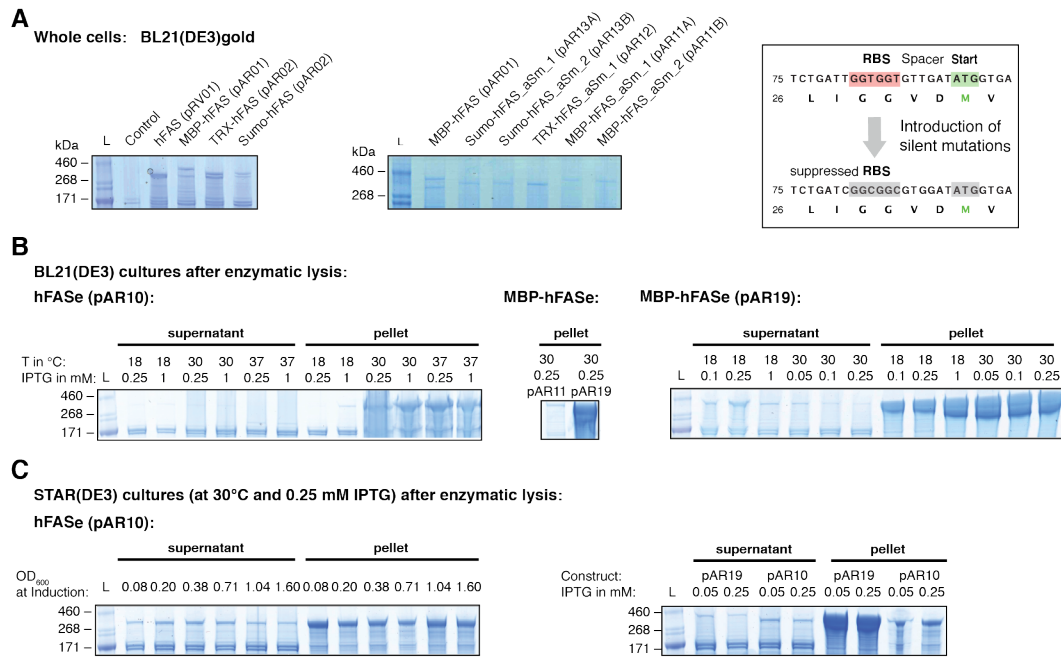 A
Whole cells: BL21(DE3)gold
kDa
460
268
171
L
Control
hFAS (pRV01)
MBP-hFAS (pAR01)
TRX-hFAS (pAR02)
Sumo-hFAS (pAR02)
kDa
460
268
L
MBP-hFAS (pAR01)
Sumo-hFAS_aSm_1 (pAR13A)
Sumo-hFAS_aSm_2 (pAR13B)
TRX-hFAS_aSm_1 (pAR12)
MBP-hFAS_aSm_1 (pAR11A)
MBP-hFAS_aSm_2 (pAR11B)
RBS Spacer Start
75 TCTGATTGGTGGTGTTGATATGGTGA
26 L I G G V D M V
Introduction of
silent mutations
suppressed RBS
75 TCTGATCGGCGGCGTGGATATGGTGA
26 L I G G V D M V
B
BL21(DE3) cultures after enzymatic lysis:
hFASe (pAR10):
supernatant pellet
T in °C: 18 18 30 30 37 37 18 18 30 30 37 37
IPTG in mM: L 0.25 1 0.25 1 0.25 1 0.25 1 0.25 1 0.25 1
460
268
171
MBP-hFASe:
pellet
30 30
0.25 0.25
pAR11 pAR19
MBP-hFASe (pAR19):
supernatant pellet
18 18 18 30 30 30 18 18 18 30 30 30
L 0.1 0.25 1 0.05 0.1 0.25 0.1 0.25 1 0.05 0.1 0.25
C
STAR(DE3) cultures (at 30°C and 0.25 mM IPTG) after enzymatic lysis:
hFASe (pAR10):
supernatant pellet
OD600
at Induction: L 0.08 0.20 0.38 0.71 1.04 1.60 0.08 0.20 0.38 0.71 1.04 1.60
460
268
171
supernatant pellet
Construct: pAR19 pAR10 pAR19 pAR10
IPTG in mM: L 0.05 0.25 0.05 0.25 0.05 0.25 0.05 0.25
460
268
171